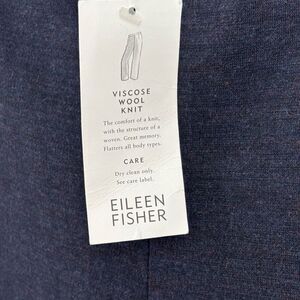 VISCOSE
WOOL
KNIT
The comfort of a knit,
with the structure of a
woven. Great memory.
Flatters all body types.
CARE
Dry clean only.
See care label.
EILEEN
FISHER